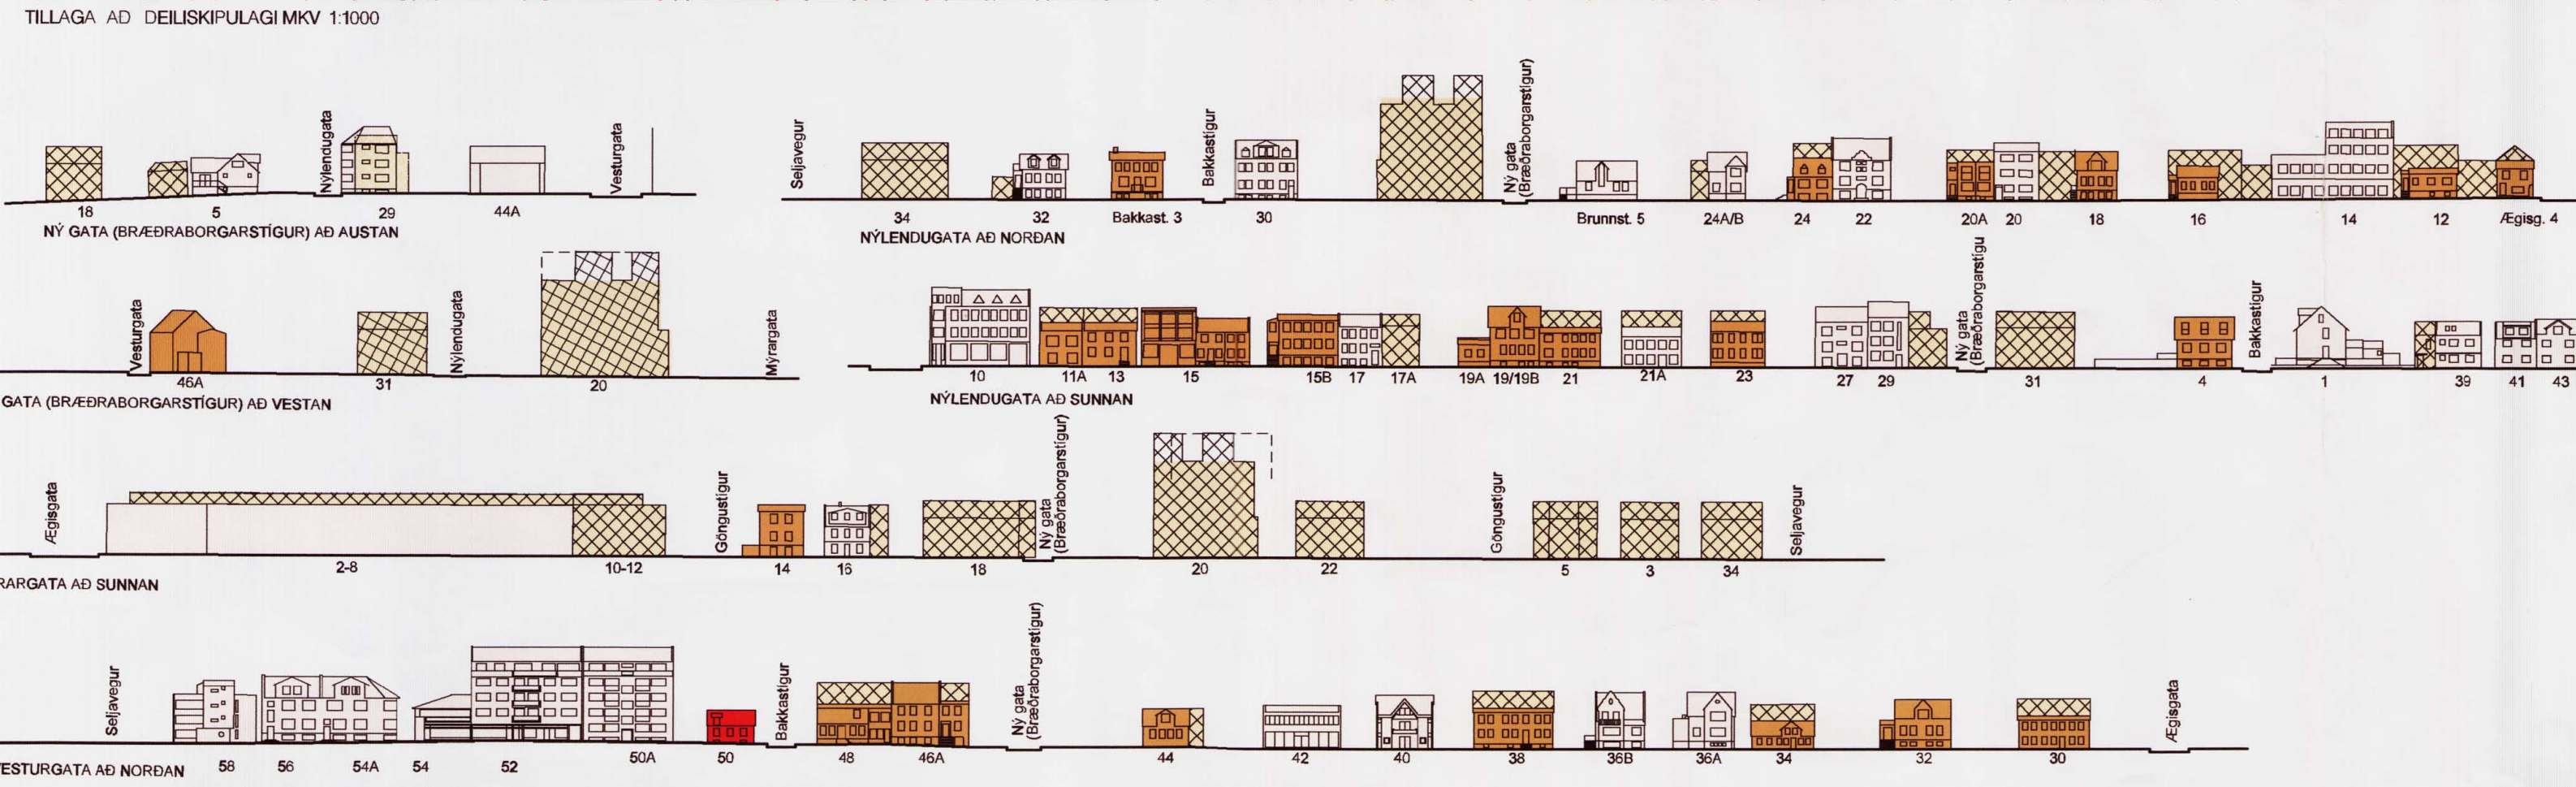 TILLAGA AÐ DEILISKIPULAGI MKV 1:1000
Nýlendugata
Vesturgata
18 5 29 44A
NÝ GATA (BRÆÐRABORGARSTÍGUR) AÐ AUSTAN
Seljavegur
Bakkastígur
Ný gata
(Bræðraborgarstígur)
34 32 Bakkast. 3 30 Brunnst. 5 24A/B 24 22 20A 20 18 16 14 12 Ægisg. 4
NÝLENDUGATA AÐ NORÐAN
Vesturgata
Nýlendugata
Mýrargata
46A 31 20
GATA (BRÆÐRABORGARSTÍGUR) AÐ VESTAN
Ný gata
(Bræðraborgarstígu
Bakkastígur
10 11A 13 15 15B 17 17A 19A 19/19B 21 21A 23 27 29 31 4 1 39 41 43
NÝLENDUGATA AÐ SUNNAN
Ægisgata
Göngustígur
Ný gata
(Bræðraborgarstígur)
Göngustígur
Seljavegur
2-8 10-12 14 16 18 20 22 5 3 34
RARGATA AÐ SUNNAN
Seljavegur
Bakkastígur
Ný gata
(Bræðraborgarstígur)
Ægisgata
58 56 54A 54 52 50A 50 48 46A 44 42 40 38 36B 36A 34 32 30
ESTURGATA AÐ NORÐAN